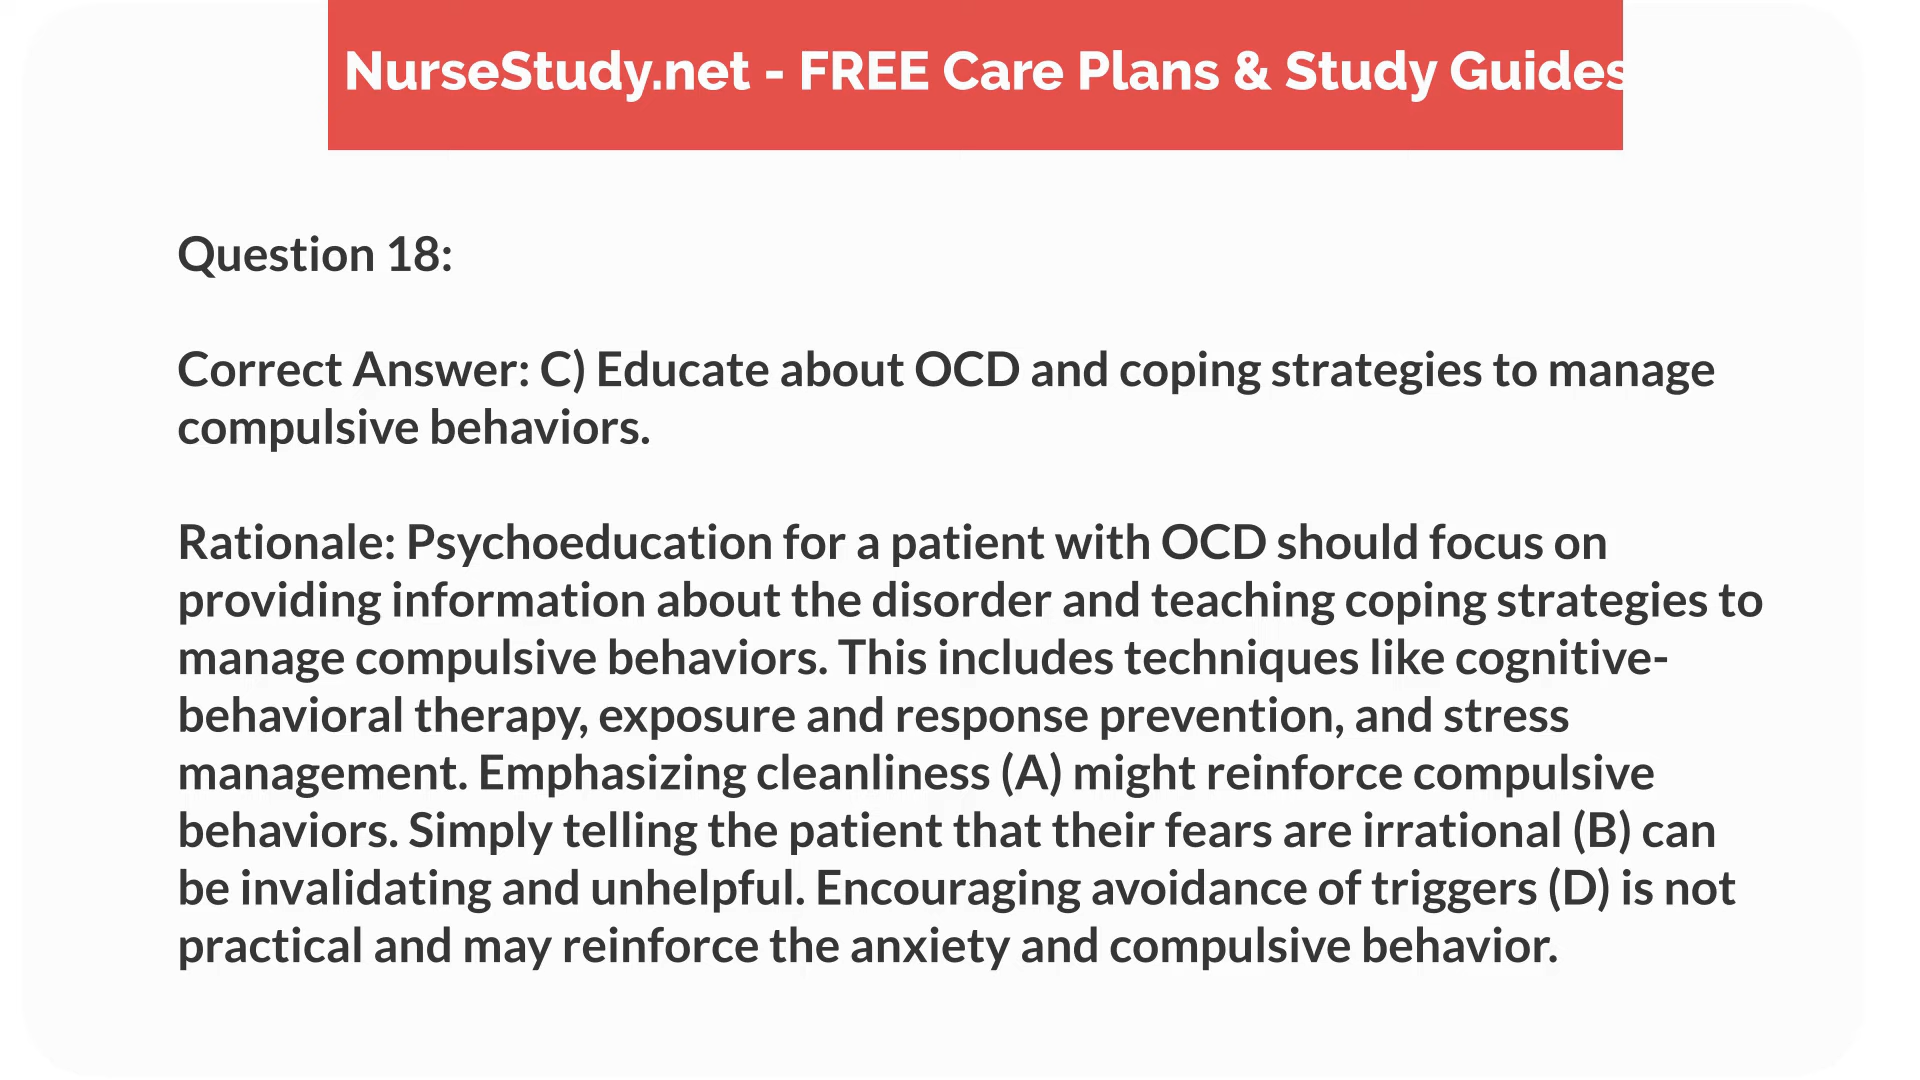 NurseStudy.net - FREE Care Plans & Study Guides
Question 18:
Correct Answer: C) Educate about OCD and coping strategies to manage
compulsive behaviors.
Rationale: Psychoeducation for a patient with OCD should focus on
providing information about the disorder and teaching coping strategies to
manage compulsive behaviors. This includes techniques like cognitive-
behavioral therapy, exposure and response prevention, and stress
management. Emphasizing cleanliness (A) might reinforce compulsive
behaviors. Simply telling the patient that their fears are irrational (B) can
be invalidating and unhelpful. Encouraging avoidance of triggers (D) is not
practical and may reinforce the anxiety and compulsive behavior.